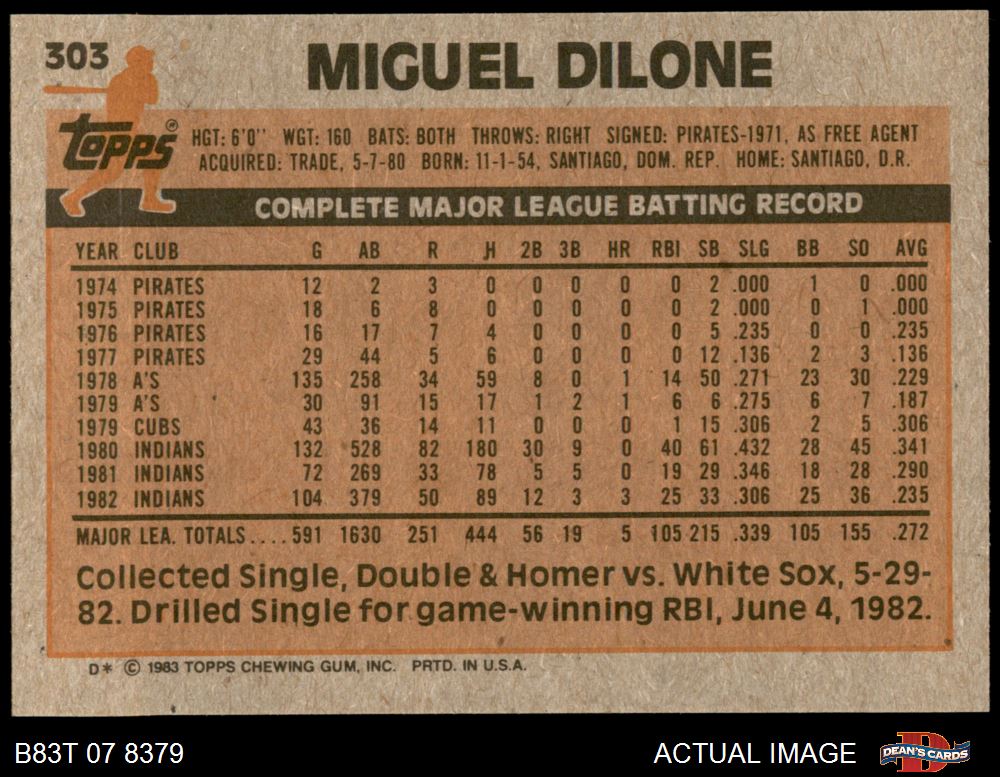 303
MIGUEL DILONE
topps®
HGT: 6'0'' WGT: 160 BATS: BOTH THROWS: RIGHT SIGNED: PIRATES-1971, AS FREE AGENT
ACQUIRED: TRADE, 5-7-80 BORN: 11-1-54, SANTIAGO, DOM. REP. HOME: SANTIAGO, D.R.
COMPLETE MAJOR LEAGUE BATTING RECORD
YEAR CLUB G AB R H 2B 3B HR RBI SB SLG BB SO AVG
1974 PIRATES 12 2 3 0 0 0 0 0 2 .000 1 0 .000
1975 PIRATES 18 6 8 0 0 0 0 0 2 .000 0 1 .000
1976 PIRATES 16 17 7 4 0 0 0 0 5 .235 0 0 .235
1977 PIRATES 29 44 5 6 0 0 0 0 12 .136 2 3 .136
1978 A'S 135 258 34 59 8 0 1 14 50 .271 23 30 .229
1979 A'S 30 91 15 17 1 2 1 6 6 .275 6 7 .187
1979 CUBS 43 36 14 11 0 0 0 1 15 .306 2 5 .306
1980 INDIANS 132 528 82 180 30 9 0 40 61 .432 28 45 .341
1981 INDIANS 72 269 33 78 5 5 0 19 29 .346 18 28 .290
1982 INDIANS 104 379 50 89 12 3 3 25 33 .306 25 36 .235
MAJOR LEA. TOTALS.... 591 1630 251 444 56 19 5 105 215 .339 105 155 .272
Collected Single, Double & Homer vs. White Sox, 5-29-
82. Drilled Single for game-winning RBI, June 4, 1982.
D* © 1983 TOPPS CHEWING GUM, INC. PRTD. IN U.S.A.
B83T 07 8379 ACTUAL IMAGE DEAN'S CARDS